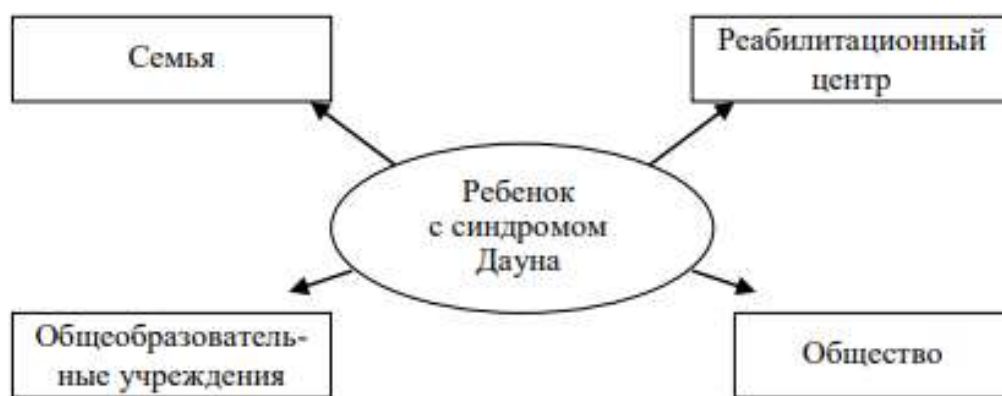 Семья
Реабилитационный
центр
Ребенок
с синдромом
Дауна
Общеобразователь-
ные учреждения
Общество